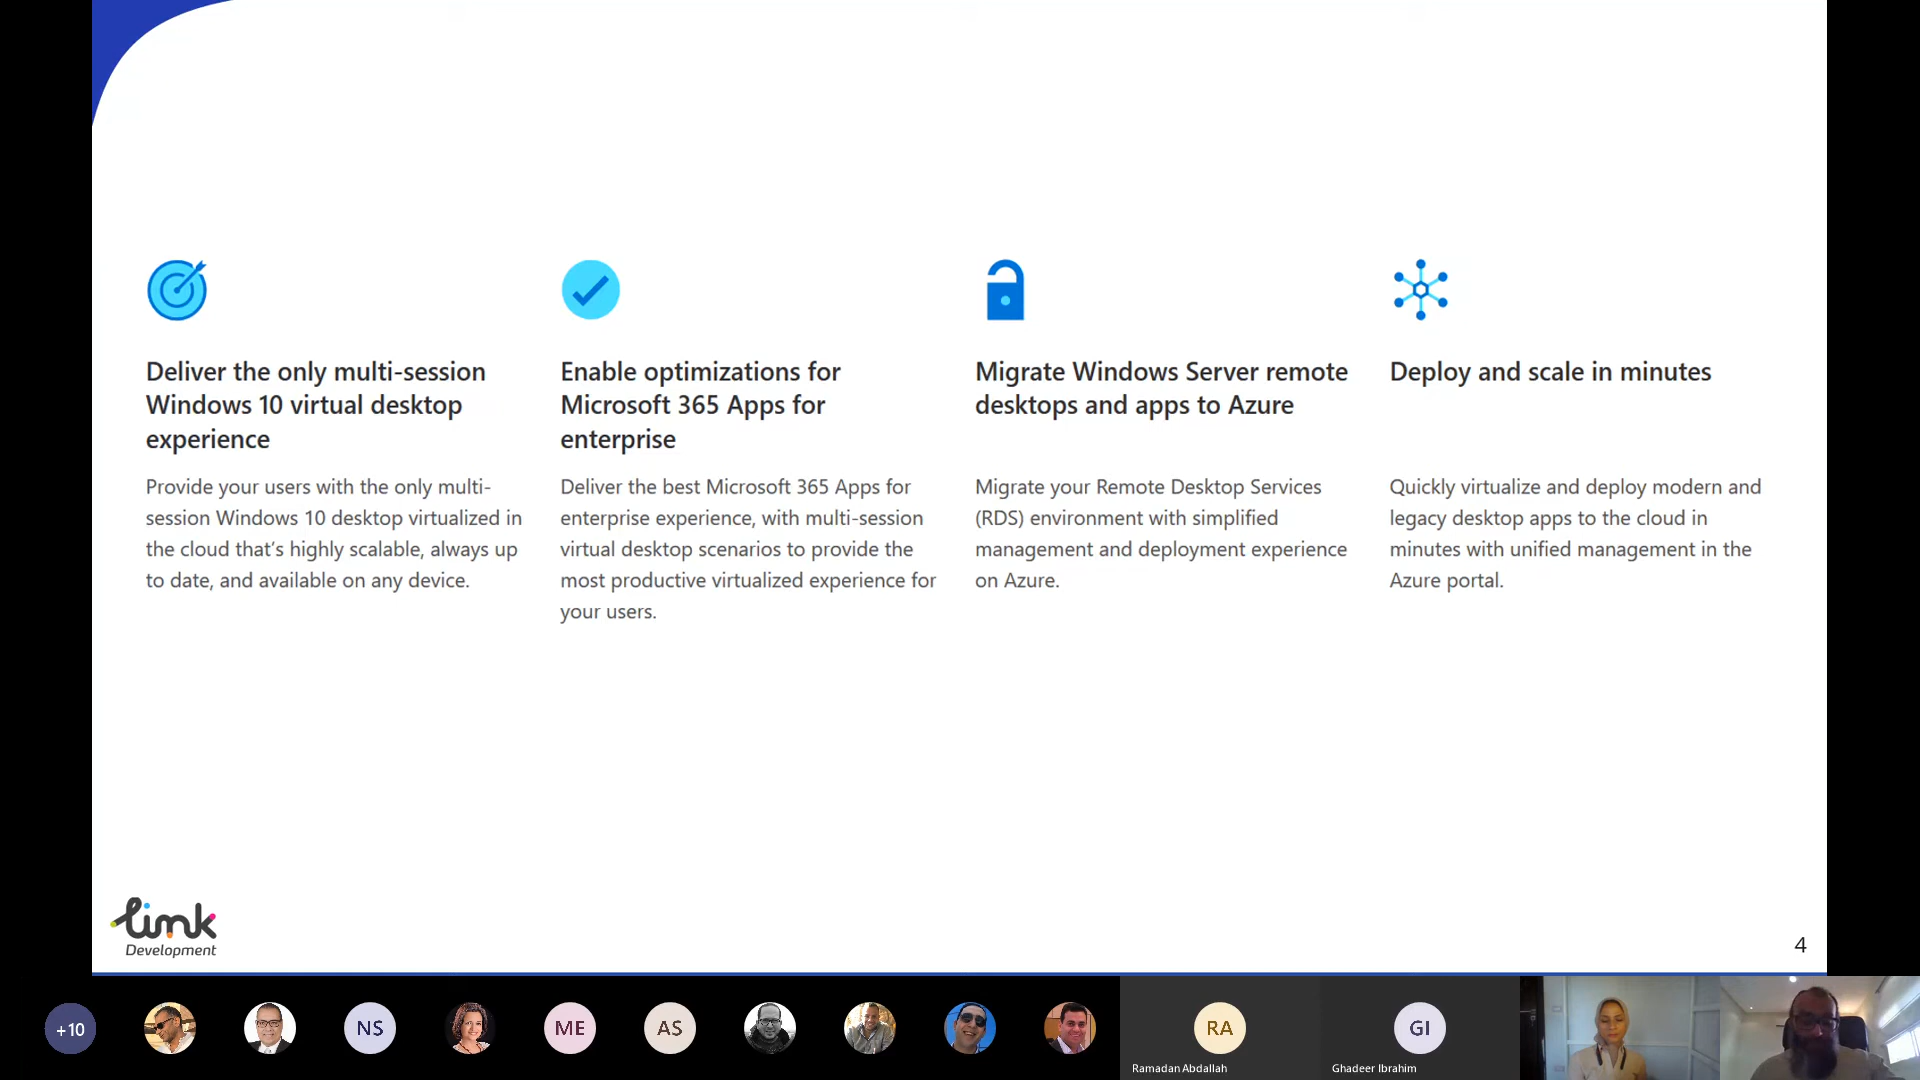 Deliver the only multi-session
Windows 10 virtual desktop
experience
Provide your users with the only multi-
session Windows 10 desktop virtualized in
the cloud that’s highly scalable, always up
to date, and available on any device.
Enable optimizations for
Microsoft 365 Apps for
enterprise
Deliver the best Microsoft 365 Apps for
enterprise experience, with multi-session
virtual desktop scenarios to provide the
most productive virtualized experience for
your users.
Migrate Windows Server remote
desktops and apps to Azure
Migrate your Remote Desktop Services
(RDS) environment with simplified
management and deployment experience
on Azure.
Deploy and scale in minutes
Quickly virtualize and deploy modern and
legacy desktop apps to the cloud in
minutes with unified management in the
Azure portal.
link
Development
4
+10
NS
ME
AS
RA
Ramadan Abdallah
GI
Ghadeer Ibrahim